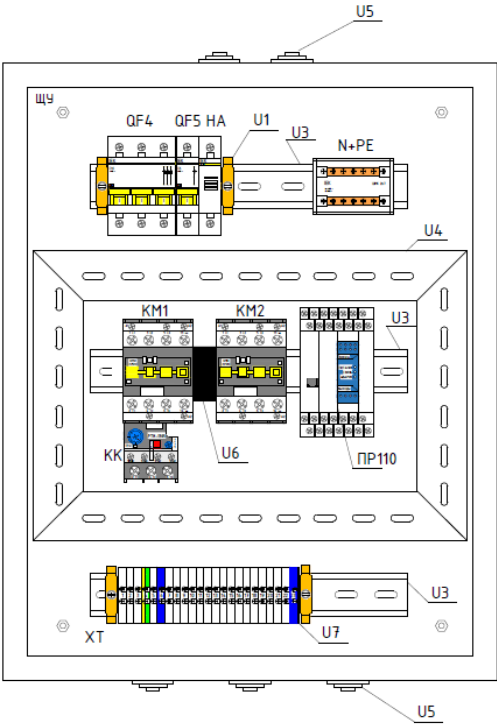 U5
ЩУ
QF4 QF5 HA U1 U3 N+PE
U4
KM1 KM2 U3
KK U6 ПР110
U3
XT U7
U5